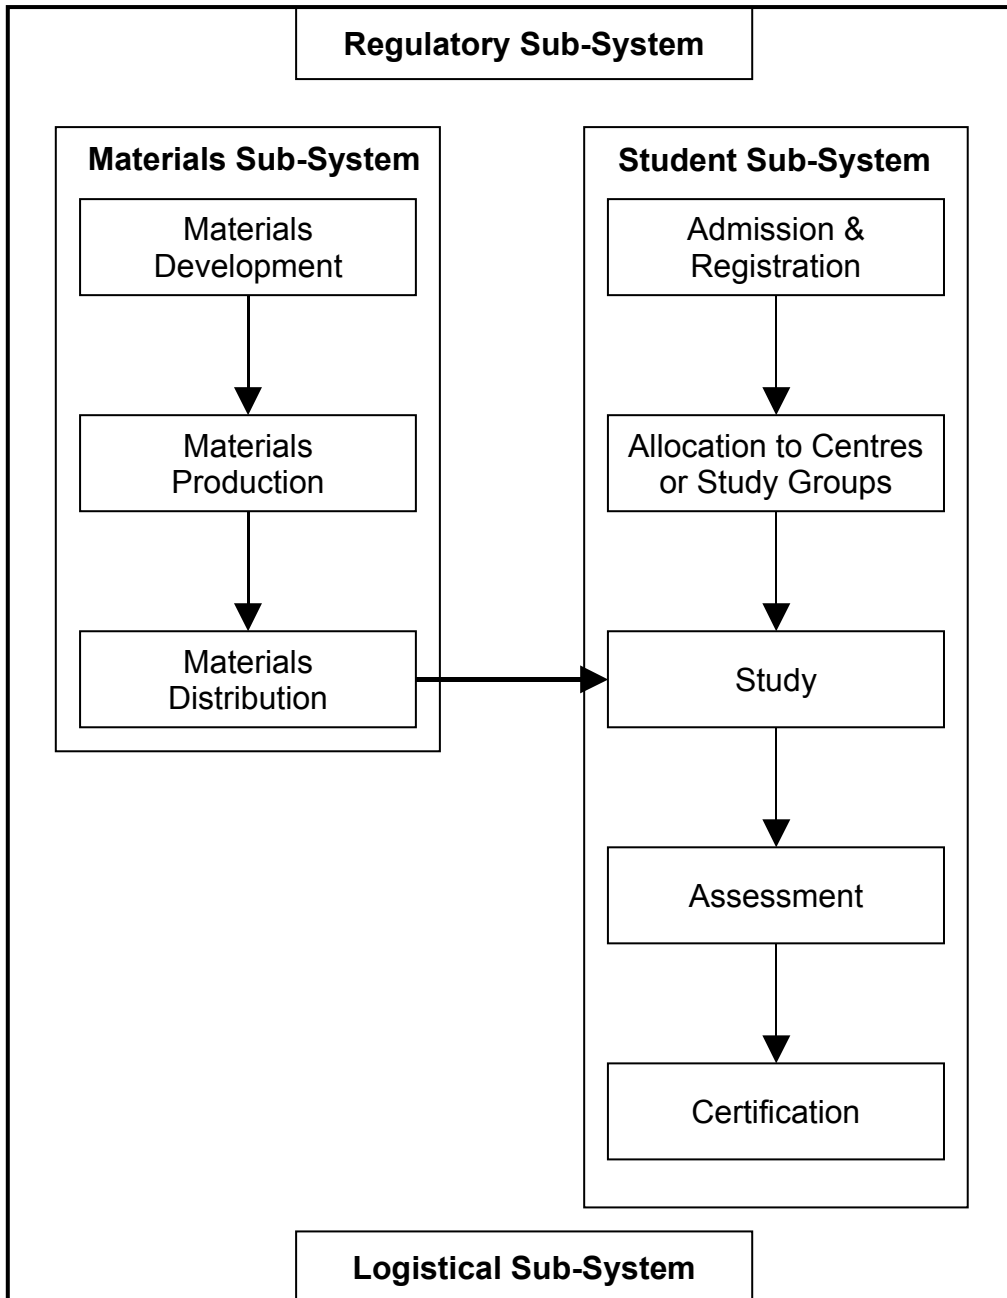 Regulatory Sub-System
Materials Sub-System
Materials
Development
Materials
Production
Materials
Distribution
Student Sub-System
Admission &
Registration
Allocation to Centres
or Study Groups
Study
Assessment
Certification
Logistical Sub-System